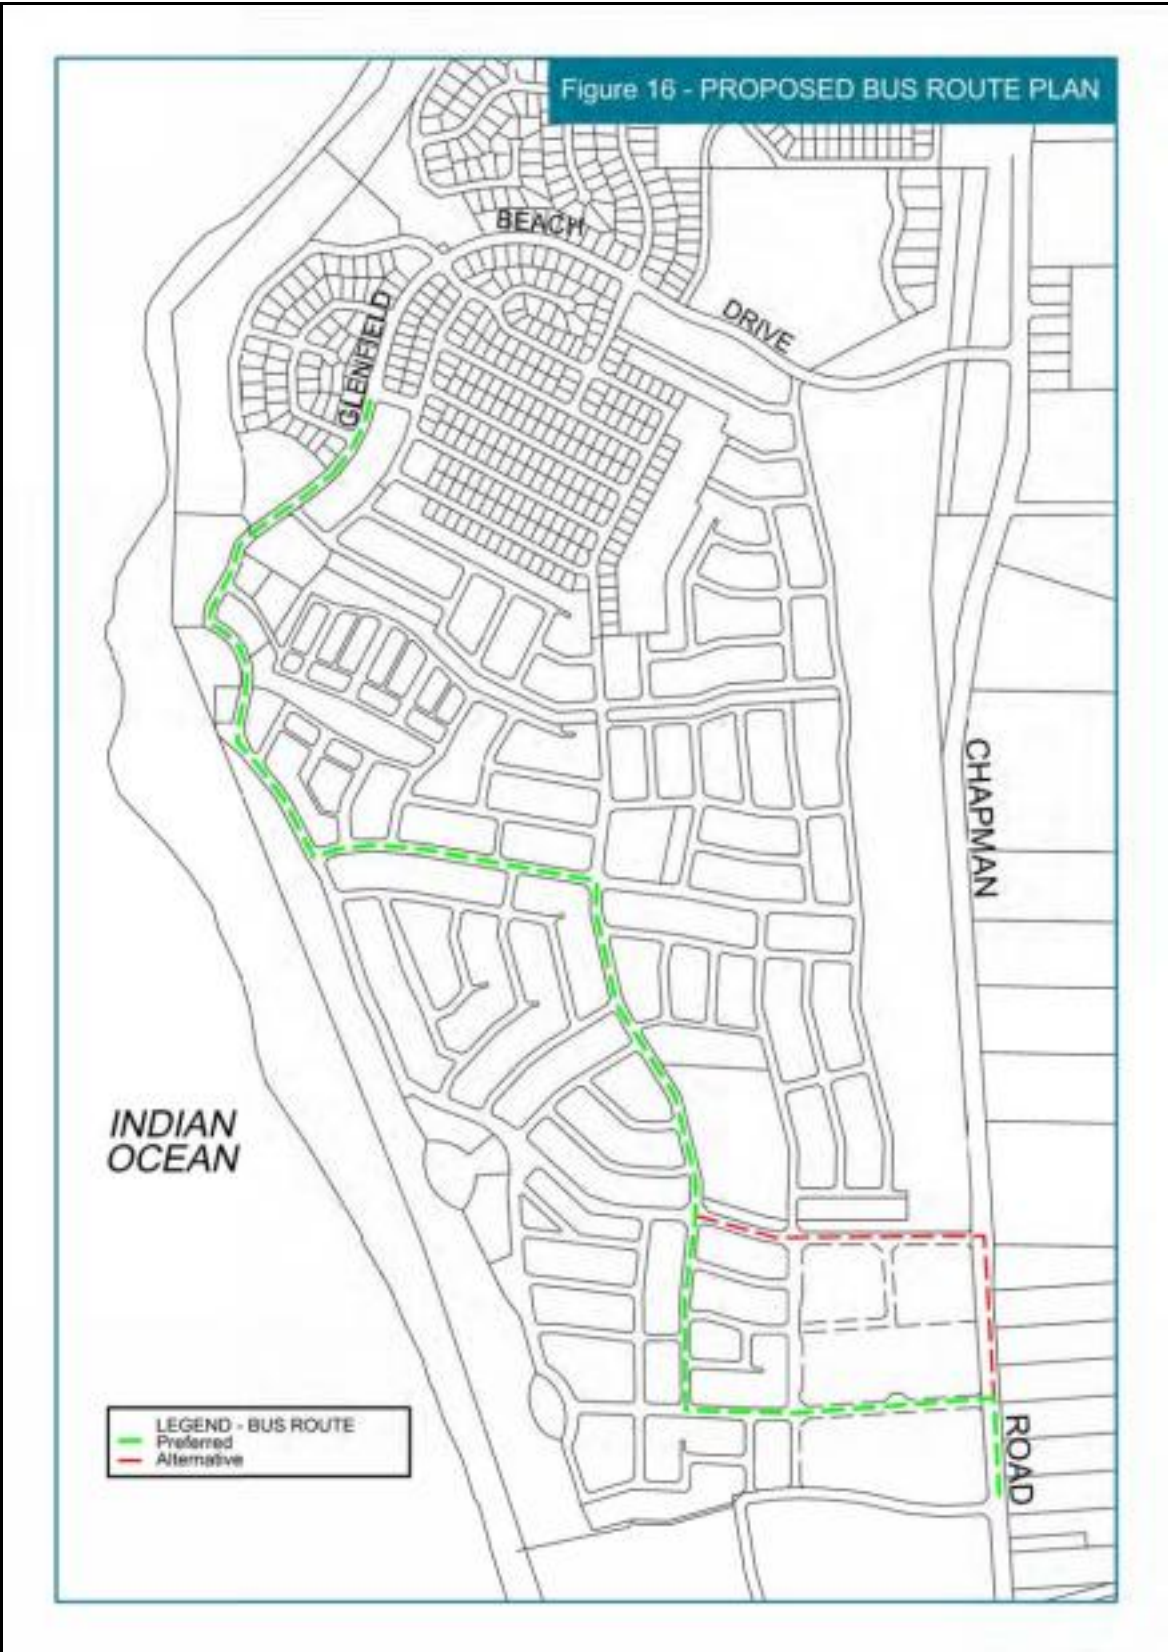 Figure 16 - PROPOSED BUS ROUTE PLAN
BEACH
DRIVE
GLENFIELD
CHAPMAN
INDIAN
OCEAN
ROAD
LEGEND - BUS ROUTE
Preferred
Alternative